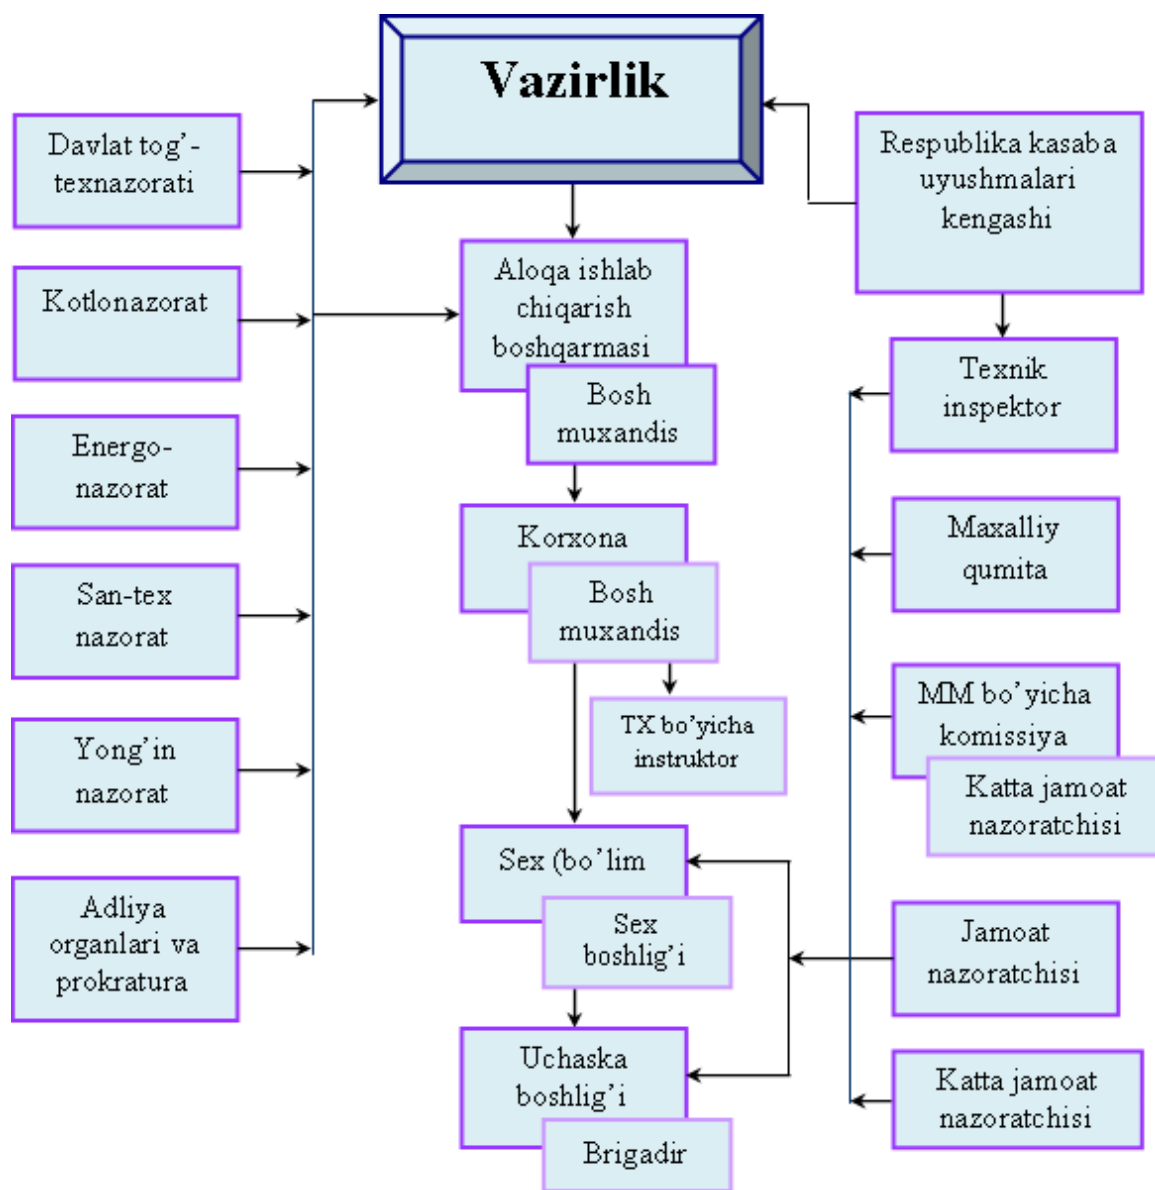 Vazirlik
Davlat tog’-
texnazorati
Kotlonazorat
Energo-
nazorat
San-tex
nazorat
Yong’in
nazorat
Adliya
organlari va
prokratura
Aloqa ishlab
chiqarish
boshqarmasi
Bosh
muxandis
Korxona
Bosh
muxandis
TX bo’yicha
instruktor
Sex (bo’lim
Sex
boshlig’i
Uchaska
boshlig’i
Brigadir
Respublika kasaba
uyushmalari
kengashi
Texnik
inspektor
Maxalliy
qumita
MM bo’yicha
komissiya
Katta jamoat
nazoratchisi
Jamoat
nazoratchisi
Katta jamoat
nazoratchisi